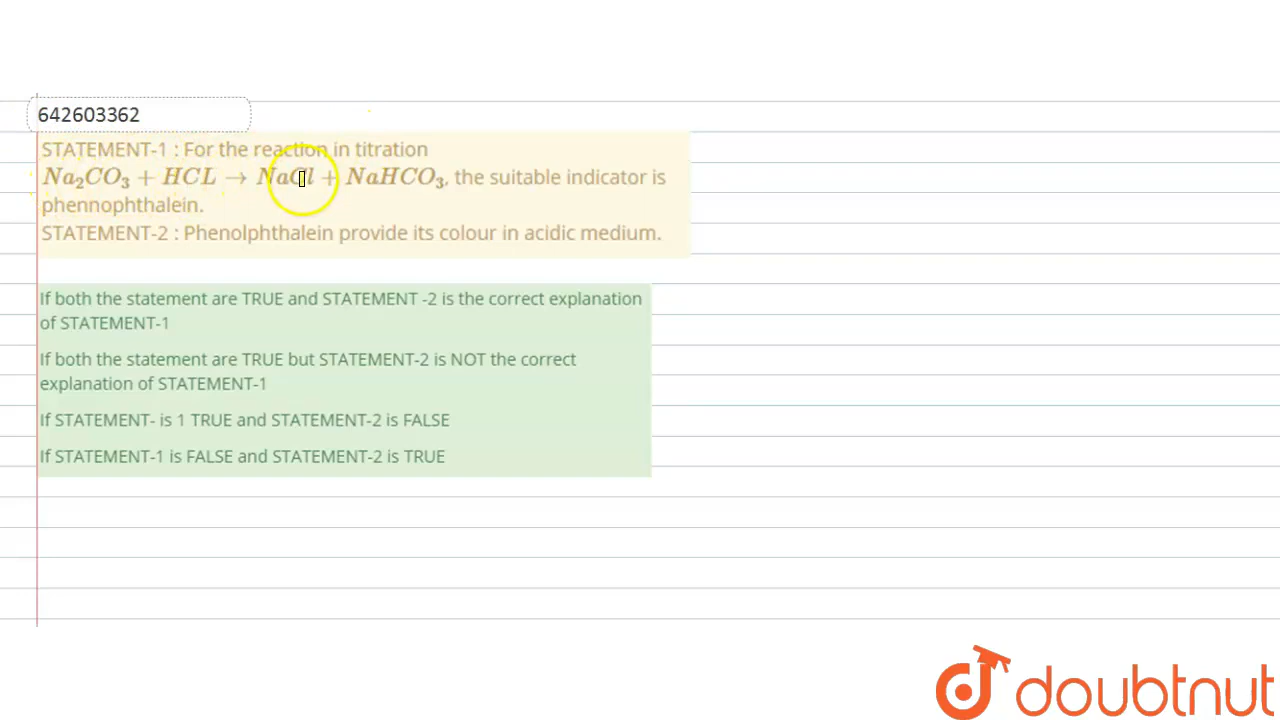 642603362
STATEMENT-1 : For the reaction in titration
Na₂CO₃ + HCL → NaCl + NaHCO₃, the suitable indicator is
phennophthalein.
STATEMENT-2 : Phenolphthalein provide its colour in acidic medium.
If both the statement are TRUE and STATEMENT -2 is the correct explanation
of STATEMENT-1
If both the statement are TRUE but STATEMENT-2 is NOT the correct
explanation of STATEMENT-1
If STATEMENT- is 1 TRUE and STATEMENT-2 is FALSE
If STATEMENT-1 is FALSE and STATEMENT-2 is TRUE
doubtnut